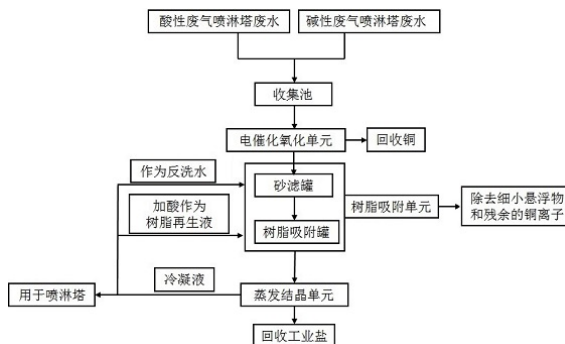 酸性废气喷淋塔废水
碱性废气喷淋塔废水
收集池
电催化氧化单元
回收铜
作为反洗水
砂滤罐
加酸作为
树脂再生液
树脂吸附单元
除去细小悬浮物
和残余的铜离子
树脂吸附罐
冷凝液
用于喷淋塔
蒸发结晶单元
回收工业盐